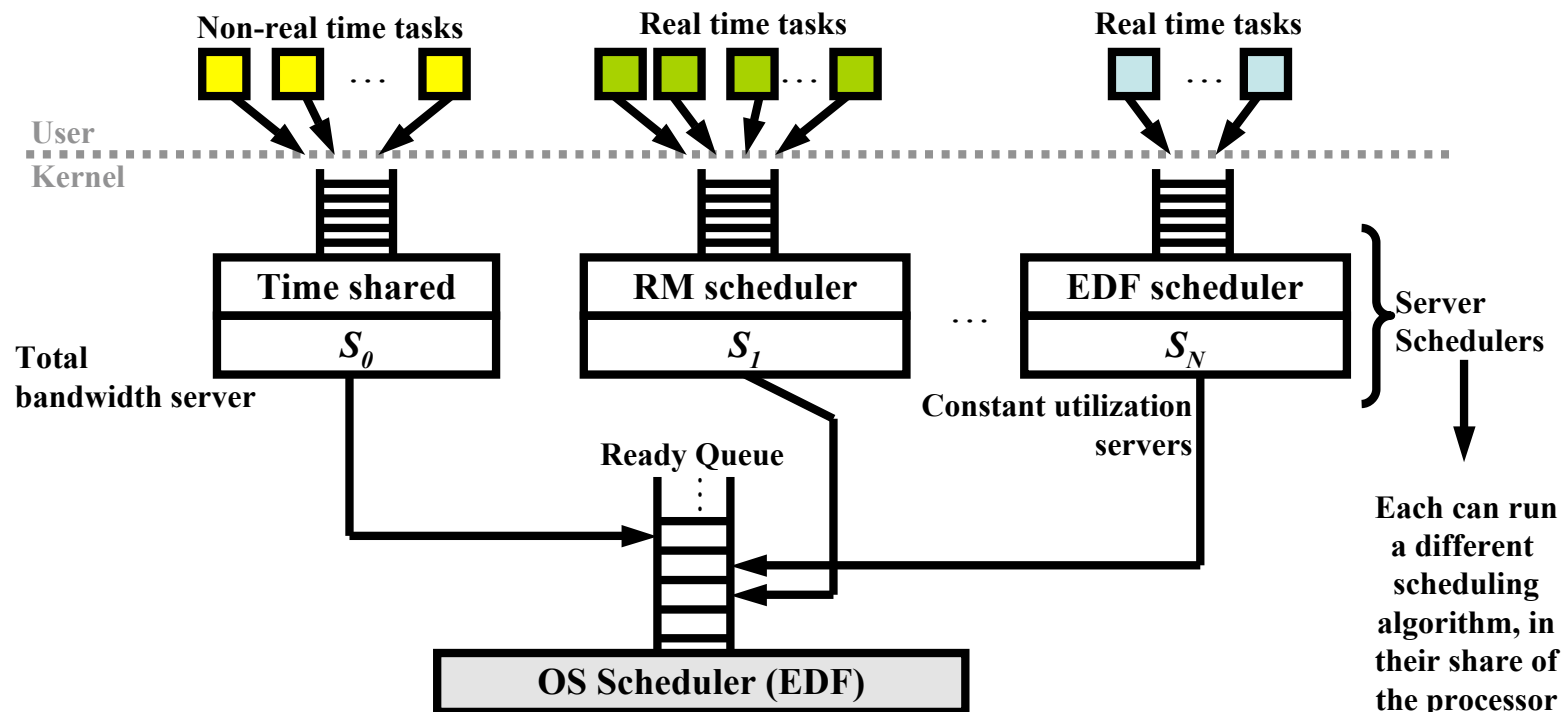 Non-real time tasks
Real time tasks
Real time tasks
...
...
...
User
Kernel
Time shared
S0
RM scheduler
S1
...
EDF scheduler
SN
Server
Schedulers
Total
bandwidth server
Constant utilization
servers
Ready Queue
OS Scheduler (EDF)
Each can run
a different
scheduling
algorithm, in
their share of
the processor